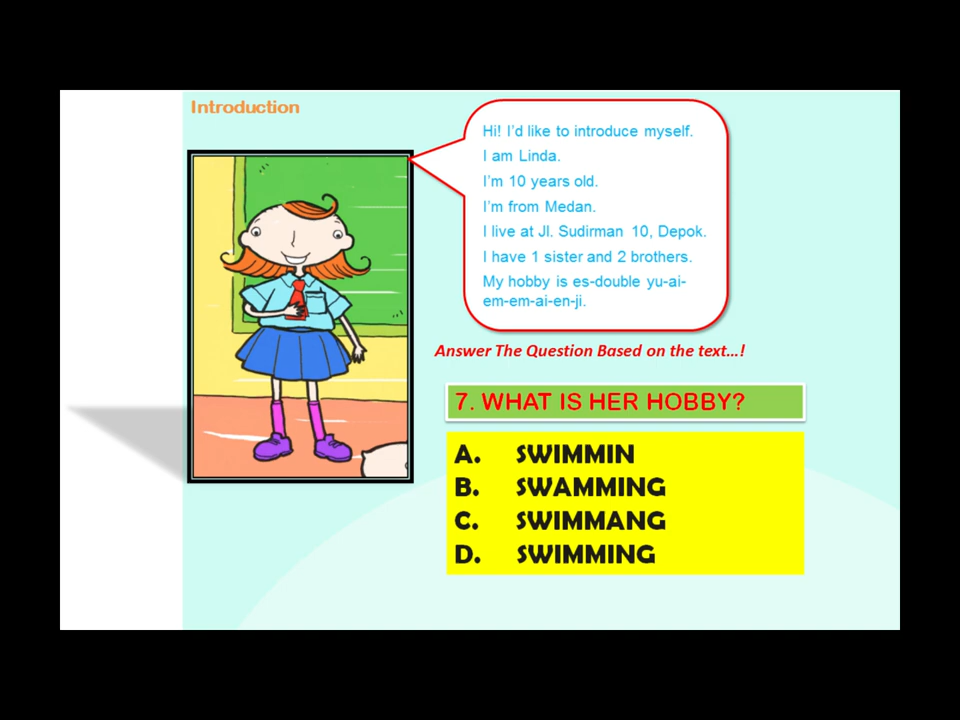 Introduction
Hi! I'd like to introduce myself.
I am Linda.
I'm 10 years old.
I'm from Medan.
I live at Jl. Sudirman 10, Depok.
I have 1 sister and 2 brothers.
My hobby is es-double yu-ai-
em-em-ai-en-ji.
Answer The Question Based on the text...!
7. WHAT IS HER HOBBY?
A. SWIMMIN
B. SWAMMING
C. SWIMMANG
D. SWIMMING